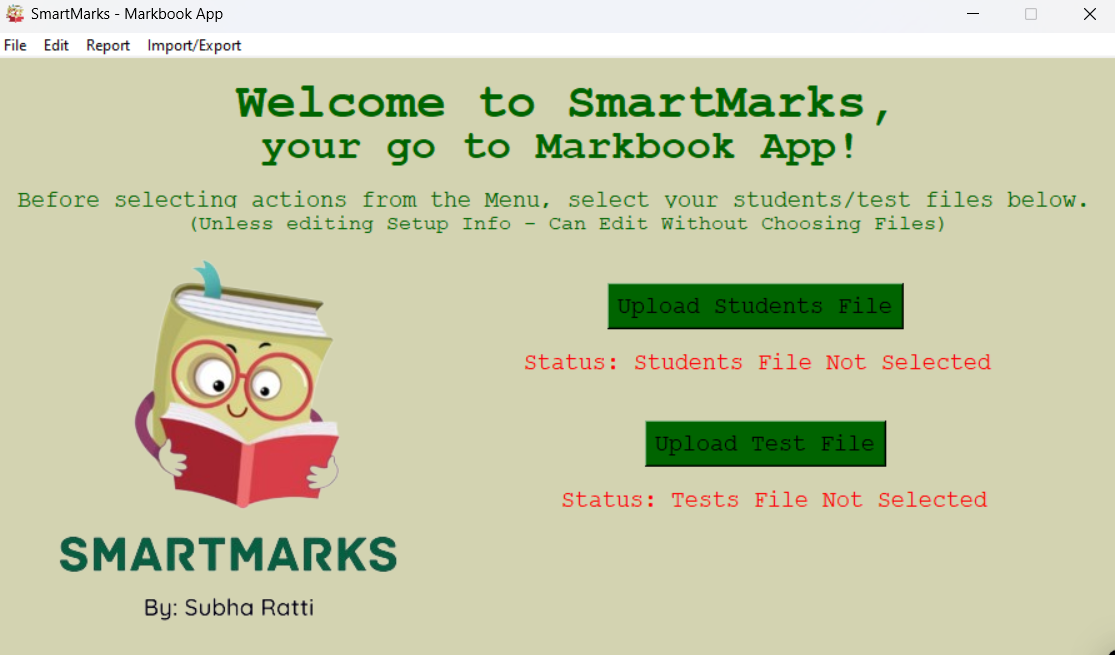 SmartMarks - Markbook App
File Edit Report Import/Export
Welcome to SmartMarks,
your go to Markbook App!
Before selecting actions from the Menu, select your students/test files below.
(Unless editing Setup Info - Can Edit Without Choosing Files)
Upload Students File
Status: Students File Not Selected
Upload Test File
Status: Tests File Not Selected
SMARTMARKS
By: Subha Ratti